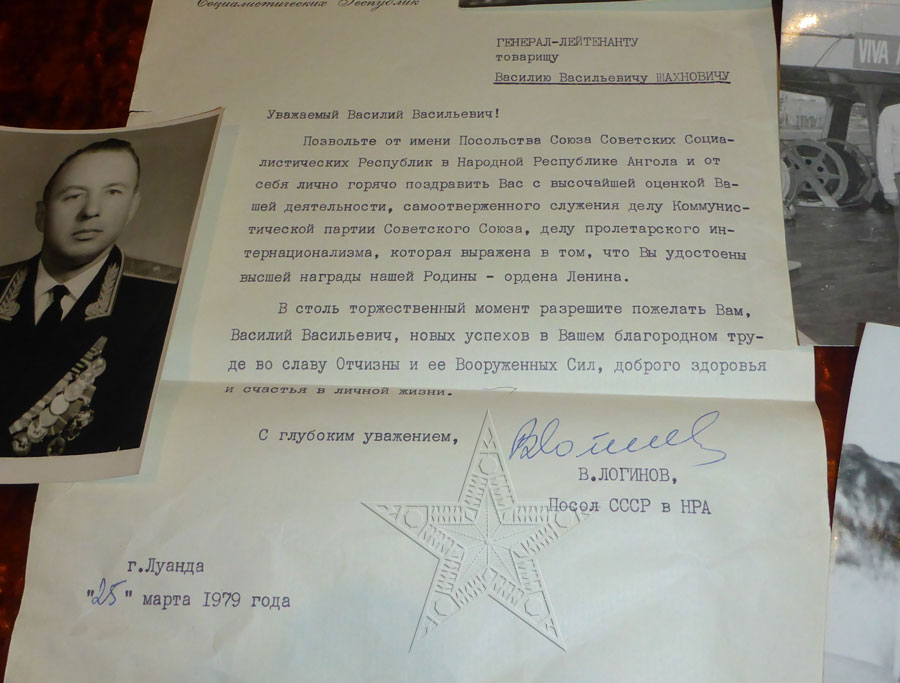 Социалистических Республик
ГЕНЕРАЛ-ЛЕЙТЕНАНТУ
товарищу
Василию Васильевичу ШАХНОВИЧУ
Уважаемый Василий Васильевич!
Позвольте от имени Посольства Союза Советских Социа-
листических Республик в Народной Республике Ангола и от
себя лично горячо поздравить Вас с высочайшей оценкой Ва-
шей деятельности, самоотверженного служения делу Коммунис-
тической партии Советского Союза, делу пролетарского ин-
тернационализма, которая выражена в том, что Вы удостоены
высшей награды нашей Родины - ордена Ленина.
В столь торжественный момент разрешите пожелать Вам,
Василий Васильевич, новых успехов в Вашем благородном тру-
де во славу Отчизны и ее Вооруженных Сил, доброго здоровья
и счастья в личной жизни.
С глубоким уважением,
В.ЛОГИНОВ,
Посол СССР в НРА
г.Луанда
"25" марта 1979 года
VIVA